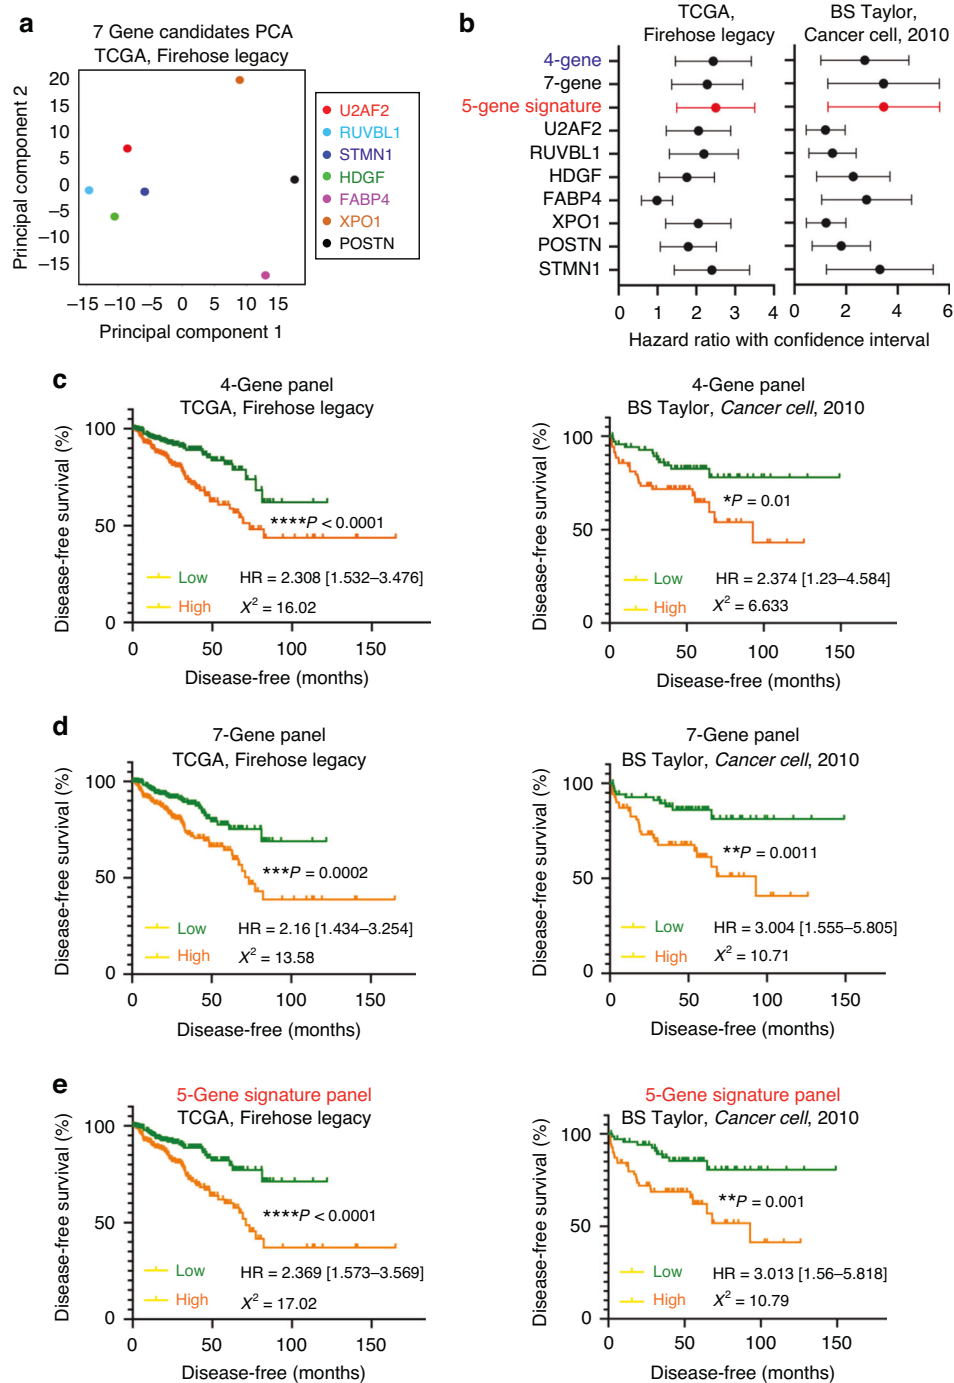 a
7 Gene candidates PCA
TCGA, Firehose legacy
Principal component 2
20
15
10
5
0
−5
−10
−15
−15 −10 −5 0 5 10 15
Principal component 1
U2AF2
RUVBL1
STMN1
HDGF
FABP4
XPO1
POSTN
b
TCGA,
Firehose legacy
BS Taylor,
Cancer cell, 2010
4-gene
7-gene
5-gene signature
U2AF2
RUVBL1
HDGF
FABP4
XPO1
POSTN
STMN1
0 1 2 3 4
0 2 4 6
Hazard ratio with confidence interval
c
4-Gene panel
TCGA, Firehose legacy
Disease-free survival (%)
100
50
0
****P < 0.0001
Low HR = 2.308 [1.532–3.476]
High X² = 16.02
0 50 100 150
Disease-free (months)
4-Gene panel
BS Taylor, Cancer cell, 2010
Disease-free survival (%)
100
50
0
*P = 0.01
Low HR = 2.374 [1.23–4.584]
High X² = 6.633
0 50 100 150
Disease-free (months)
d
7-Gene panel
TCGA, Firehose legacy
Disease-free survival (%)
100
50
0
***P = 0.0002
Low HR = 2.16 [1.434–3.254]
High X² = 13.58
0 50 100 150
Disease-free (months)
7-Gene panel
BS Taylor, Cancer cell, 2010
Disease-free survival (%)
100
50
0
**P = 0.0011
Low HR = 3.004 [1.555–5.805]
High X² = 10.71
0 50 100 150
Disease-free (months)
e
5-Gene signature panel
TCGA, Firehose legacy
Disease-free survival (%)
100
50
0
****P < 0.0001
Low HR = 2.369 [1.573–3.569]
High X² = 17.02
0 50 100 150
Disease-free (months)
5-Gene signature panel
BS Taylor, Cancer cell, 2010
Disease-free survival (%)
100
50
0
**P = 0.001
Low HR = 3.013 [1.56–5.818]
High X² = 10.79
0 50 100 150
Disease-free (months)